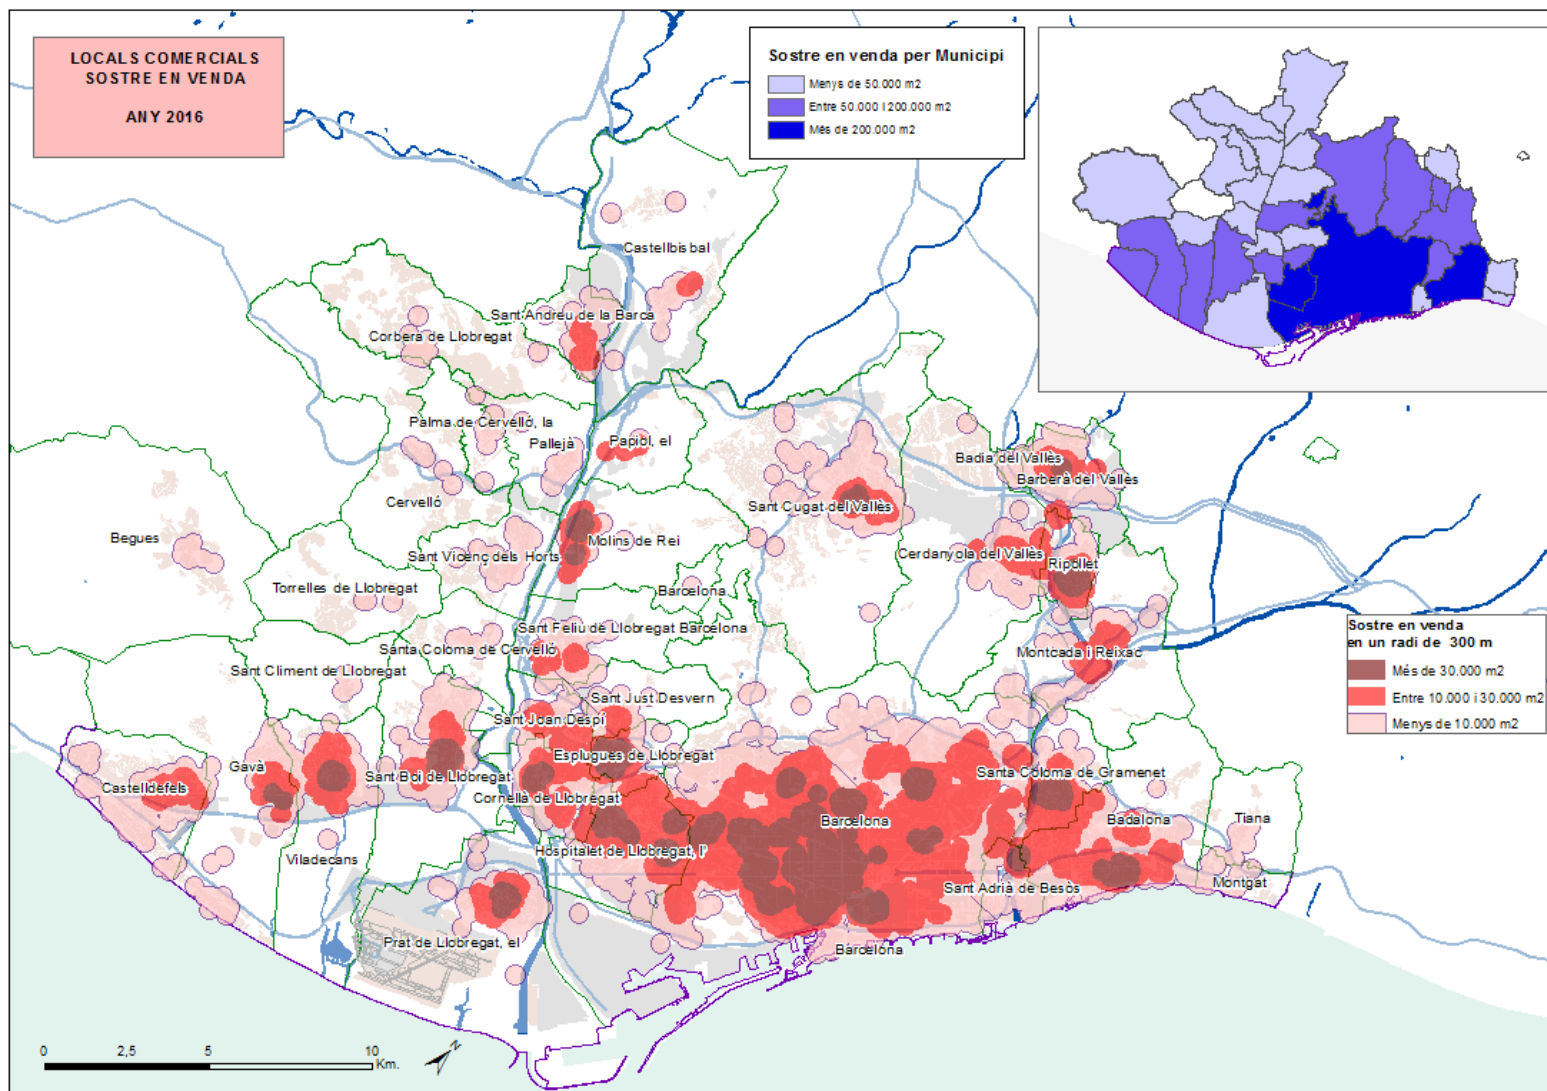 LOCALS COMERCIALS
SOSTRE EN VENDA
ANY 2016
Sostre en venda per Municipi
Menys de 50.000 m2
Entre 50.000 I 200.000 m2
Més de 200.000 m2
Castellbisbal
Sant Andreu de la Barca
Corbera de Llobregat
Palma de Cervelló, la
Pallejà
Papiol, el
Badia del Vallès
Barberà del Vallès
Cervelló
Sant Cugat del Vallès
Begues
Molins de Rei
Sant Vicenç dels Horts
Cerdanyola del Vallès
Ripollet
Torrelles de Llobregat
Barcelona
Sant Feliu de Llobregat
Barcelona
Santa Coloma de Cervelló
Montcada i Reixac
Sant Climent de Llobregat
Sant Just Desvern
Sant Joan Despí
Esplugues de Llobregat
Gavà
Sant Boi de Llobregat
Santa Coloma de Gramenet
Castelldefels
Cornellà de Llobregat
Barcelona
Badalona
Tiana
Hospitalet de Llobregat, l'
Viladecans
Sant Adrià de Besòs
Montgat
Prat de Llobregat, el
Barcelona
Sostre en venda
en un radi de 300 m
Més de 30.000 m2
Entre 10.000 i 30.000 m2
Menys de 10.000 m2
0 2,5 5 10
Km.
N